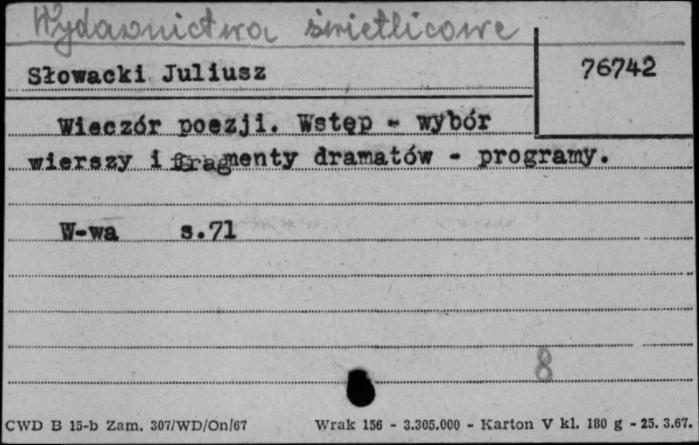 Wydawnictwa świetlicowe
Słowacki Juliusz
76742
Wieczór poezji. Wstęp - wybór
wierszy i fragmenty dramatów - programy.
W-wa s.71
8
CWD B 15-b Zam. 307/WD/On/67 Wrak 156 - 3.305.000 - Karton V kl. 180 g - 25.3.67.